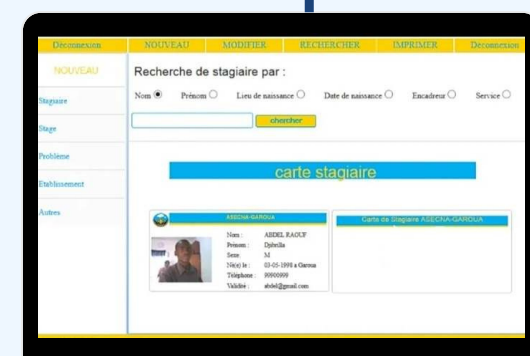 Déconnexion NOUVEAU MODIFIER RECHERCHER IMPRIMER Déconnexion
NOUVEAU
Stagiaire
Stage
Problème
Etablissement
Autres
Recherche de stagiaire par :
Nom Prénom Lieu de naissance Date de naissance Encadreur Service
chercher
carte stagiaire
ASECNA-GAROUA
Nom : ABDEL RAOUF
Prénom : Djibrilla
Sexe M
Né(e) le : 03-05-1998 a Garoua
Téléphone : 99900999
Validité : abdel@gmail.com
Carte de Stagiaire ASECNA-GAROUA